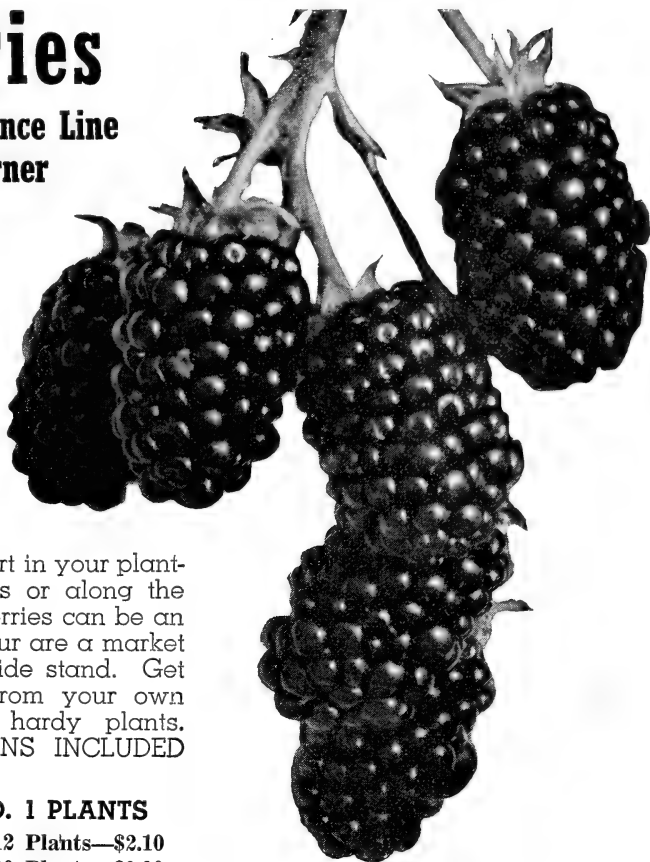 ries
nce Line
rner
rt in your plant-
s or along the
rries can be an
ur are a market
ide stand. Get
rom your own
hardy plants.
NS INCLUDED
. 1 PLANTS
2 Plants—$2.10